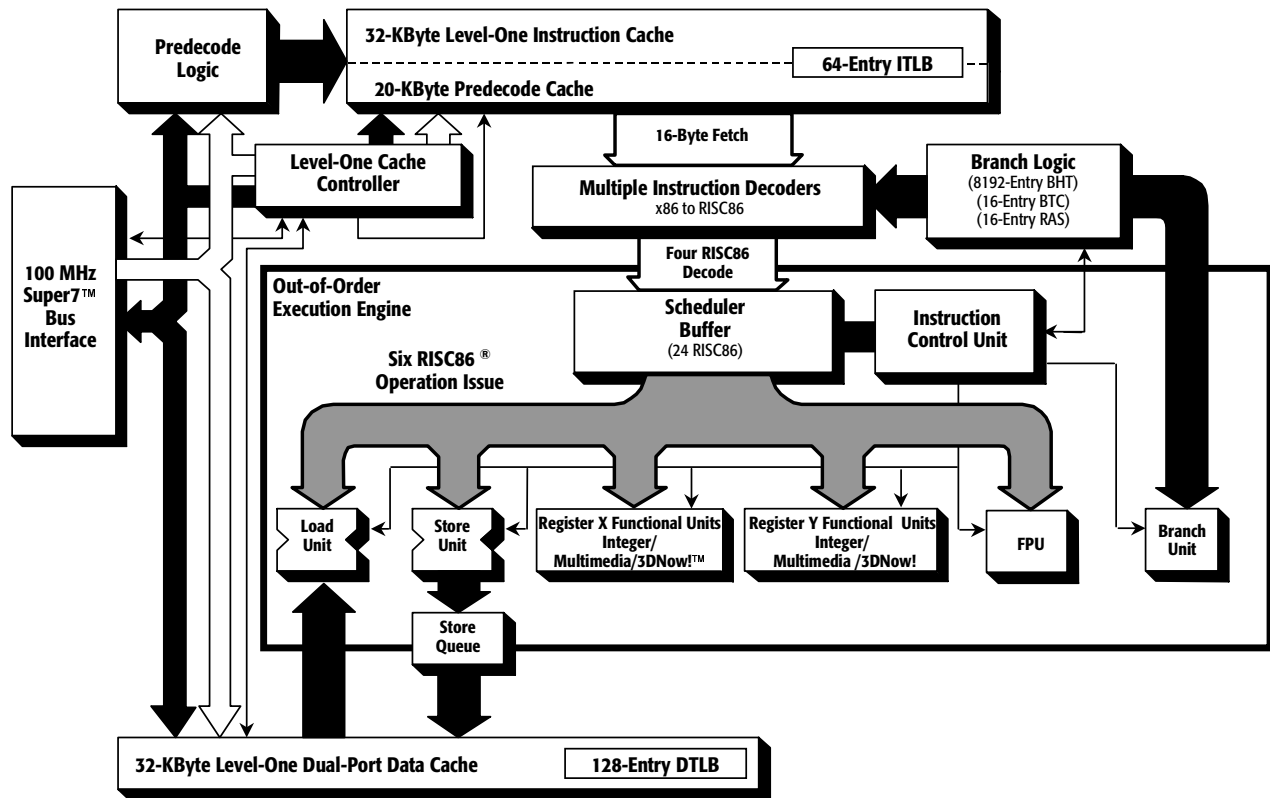 Predecode
Logic
32-KByte Level-One Instruction Cache
64-Entry ITLB
20-KByte Predecode Cache
16-Byte Fetch
Level-One Cache
Controller
Multiple Instruction Decoders
x86 to RISC86
Branch Logic
(8192-Entry BHT)
(16-Entry BTC)
(16-Entry RAS)
100 MHz
Super7™
Bus
Interface
Four RISC86
Decode
Out-of-Order
Execution Engine
Scheduler
Buffer
(24 RISC86)
Instruction
Control Unit
Six RISC86 ®
Operation Issue
Load
Unit
Store
Unit
Register X Functional Units
Integer/
Multimedia/3DNow!™
Register Y Functional Units
Integer/
Multimedia /3DNow!
FPU
Branch
Unit
Store
Queue
32-KByte Level-One Dual-Port Data Cache
128-Entry DTLB